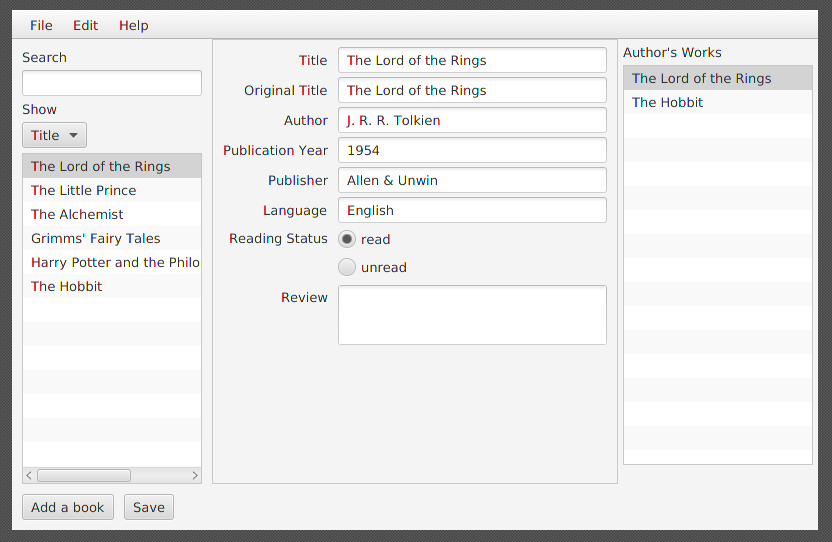 File Edit Help
Search
Show
Title
The Lord of the Rings
The Little Prince
The Alchemist
Grimms' Fairy Tales
Harry Potter and the Philo
The Hobbit
Add a book Save
Title The Lord of the Rings
Original Title The Lord of the Rings
Author J. R. R. Tolkien
Publication Year 1954
Publisher Allen & Unwin
Language English
Reading Status read
unread
Review
Author's Works
The Lord of the Rings
The Hobbit